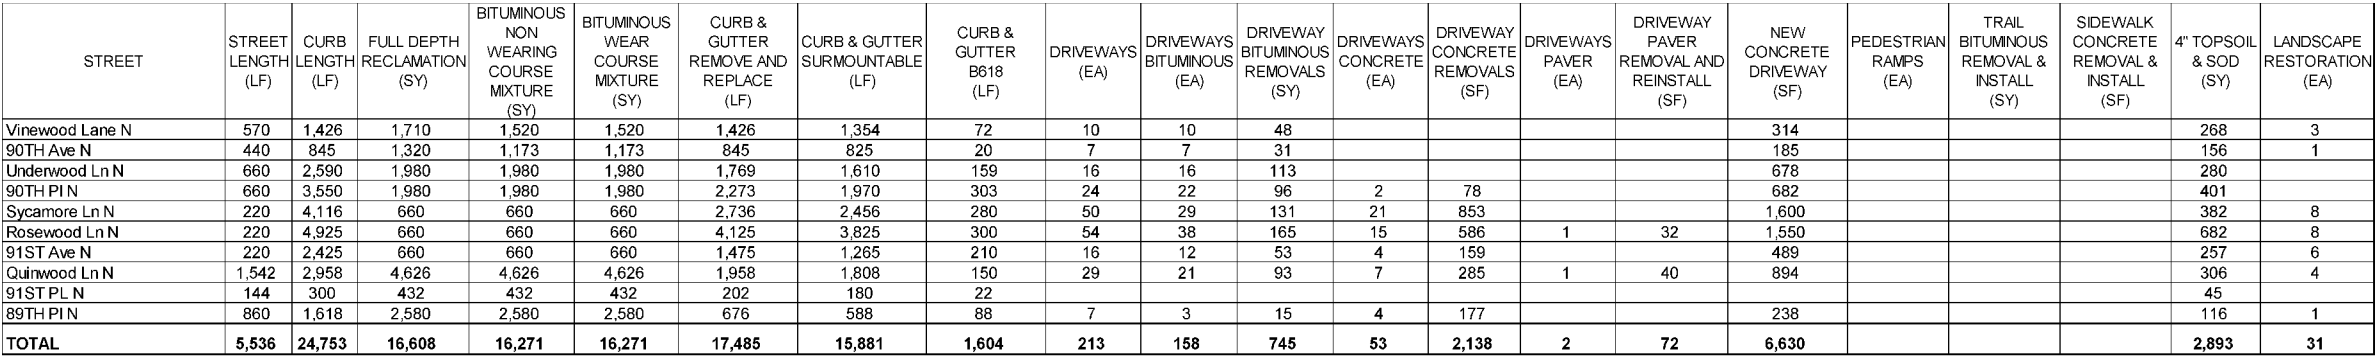 STREET STREET LENGTH (LF) CURB LENGTH (LF) FULL DEPTH RECLAMATION (SY) BITUMINOUS NON WEARING COURSE MIXTURE (SY) BITUMINOUS WEAR COURSE MIXTURE (SY) CURB & GUTTER REMOVE AND REPLACE (LF) CURB & GUTTER SURMOUNTABLE (LF) CURB & GUTTER B618 (LF) DRIVEWAYS (EA) DRIVEWAYS BITUMINOUS (EA) DRIVEWAY BITUMINOUS REMOVALS (SY) DRIVEWAYS CONCRETE (EA) DRIVEWAY CONCRETE REMOVALS (SF) DRIVEWAYS PAVER (EA) DRIVEWAY PAVER REMOVAL AND REINSTALL (SF) NEW CONCRETE DRIVEWAY (SF) PEDESTRIAN RAMPS (EA) TRAIL BITUMINOUS REMOVAL & INSTALL (SY) SIDEWALK CONCRETE REMOVAL & INSTALL (SF) 4" TOPSOIL & SOD (SY) LANDSCAPE RESTORATION (EA)
Vinewood Lane N 570 1,426 1,710 1,520 1,520 1,426 1,354 72 10 10 48 314 268 3
90TH Ave N 440 845 1,320 1,173 1,173 845 825 20 7 7 31 185 156 1
Underwood Ln N 660 2,590 1,980 1,980 1,980 1,769 1,610 159 16 16 113 678 280
90TH Pl N 660 3,550 1,980 1,980 1,980 2,273 1,970 303 24 22 96 2 78 682 401
Sycamore Ln N 220 4,116 660 660 660 2,736 2,456 280 50 29 131 21 853 1,600 382 8
Rosewood Ln N 220 4,925 660 660 660 4,125 3,825 300 54 38 165 15 586 1 32 1,550 682 8
91ST Ave N 220 2,425 660 660 660 1,475 1,265 210 16 12 53 4 159 489 257 6
Quinwood Ln N 1,542 2,958 4,626 4,626 4,626 1,958 1,808 150 29 21 93 7 285 1 40 894 306 4
91ST PL N 144 300 432 432 432 202 180 22 45
89TH Pl N 860 1,618 2,580 2,580 2,580 676 588 88 7 3 15 4 177 238 116 1
TOTAL 5,536 24,753 16,608 16,271 16,271 17,485 15,881 1,604 213 158 745 53 2,138 2 72 6,630 2,893 31